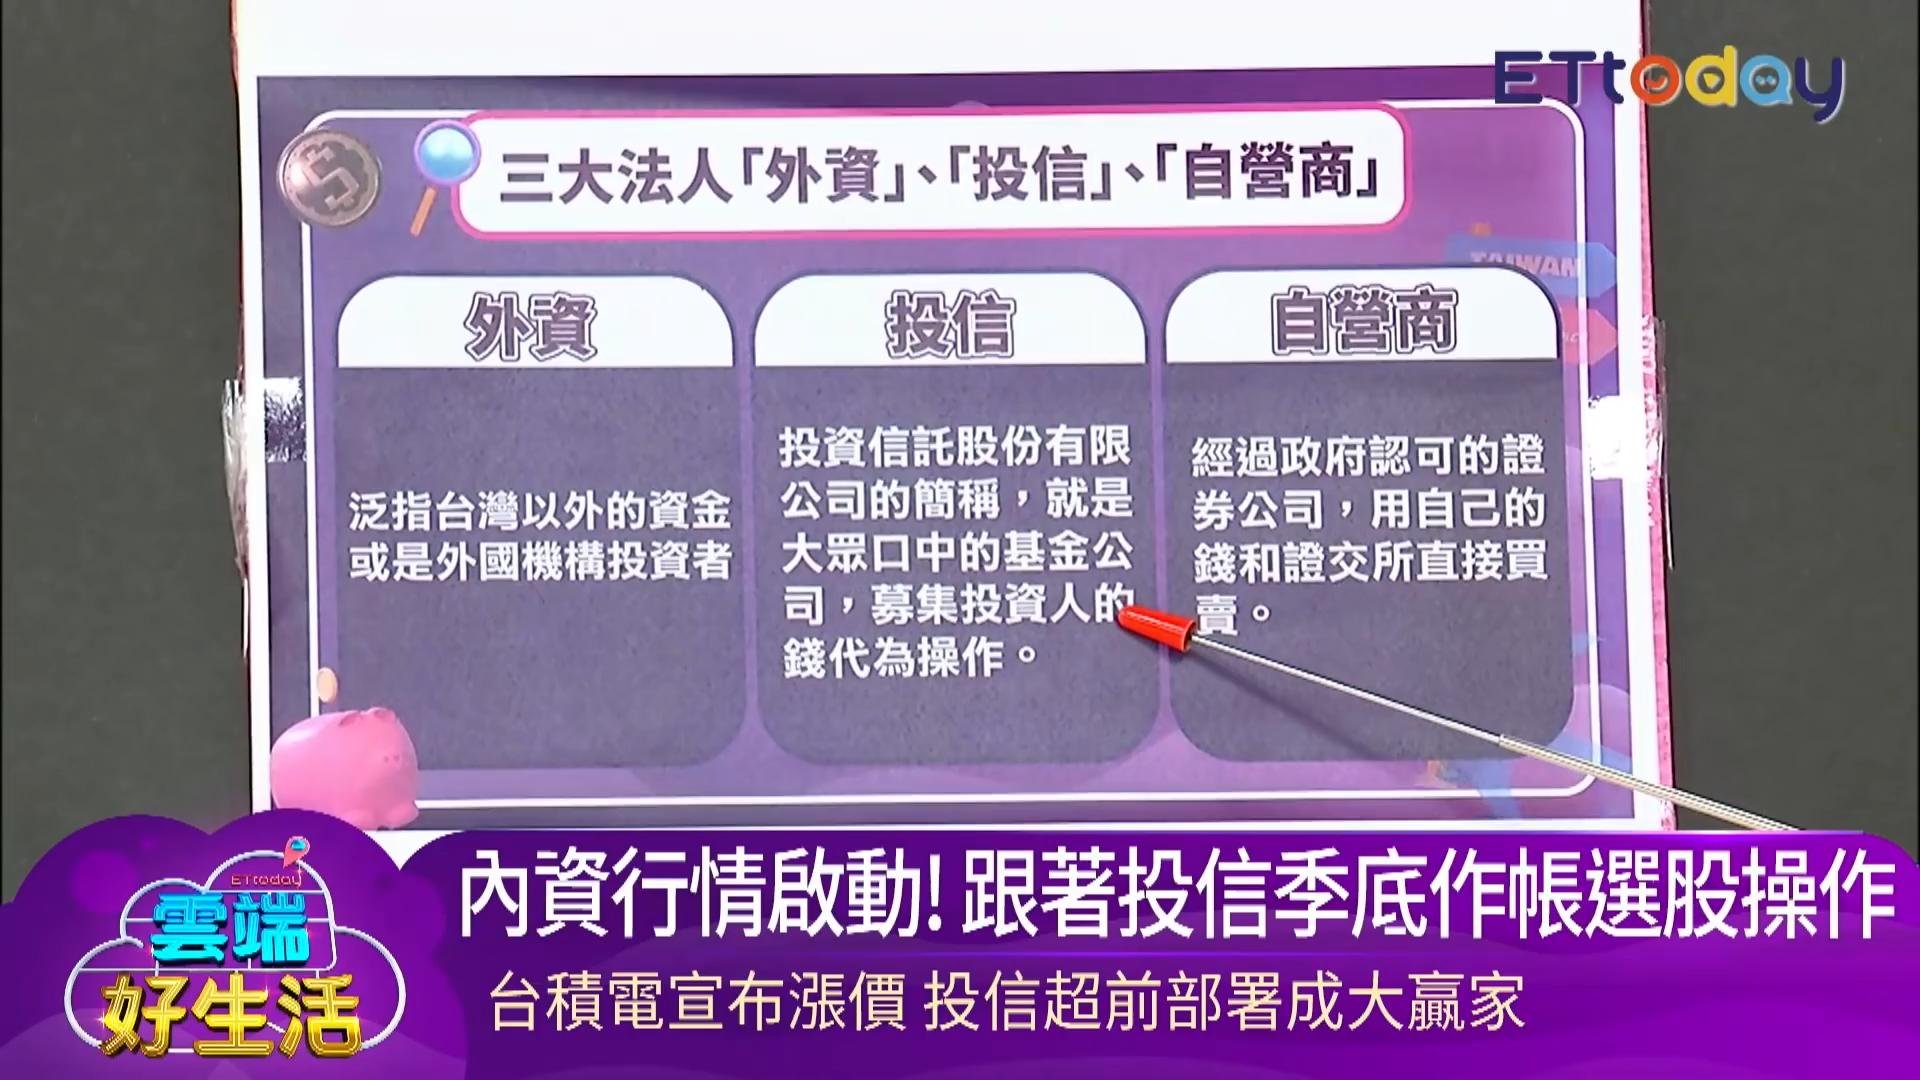 ETtoday
三大法人「外資」、「投信」、「自營商」
TAIWAN
外資
泛指台灣以外的資金
或是外國機構投資者
投信
投資信託股份有限
公司的簡稱，就是
大眾口中的基金公
司，募集投資人的
錢代為操作。
自營商
經過政府認可的證
券公司，用自己的
錢和證交所直接買
賣。
內資行情啟動! 跟著投信季底作帳選股操作
台積電宣布漲價 投信超前部署成大贏家
ETtoday
雲端
好生活